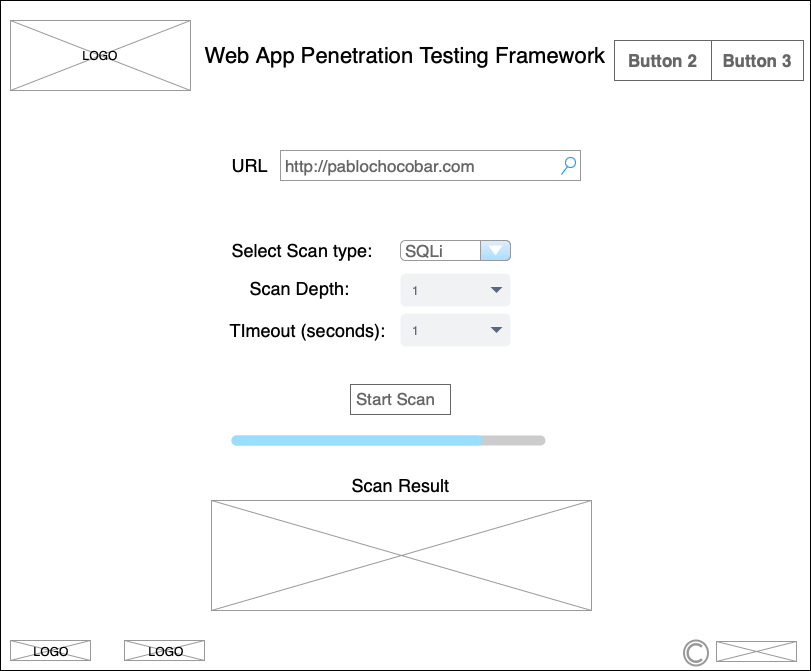 LOGO
Web App Penetration Testing Framework
Button 2
Button 3
URL
http://pablochocobar.com
Select Scan type:
SQLi
Scan Depth:
1
TImeout (seconds):
1
Start Scan
Scan Result
LOGO
LOGO
©